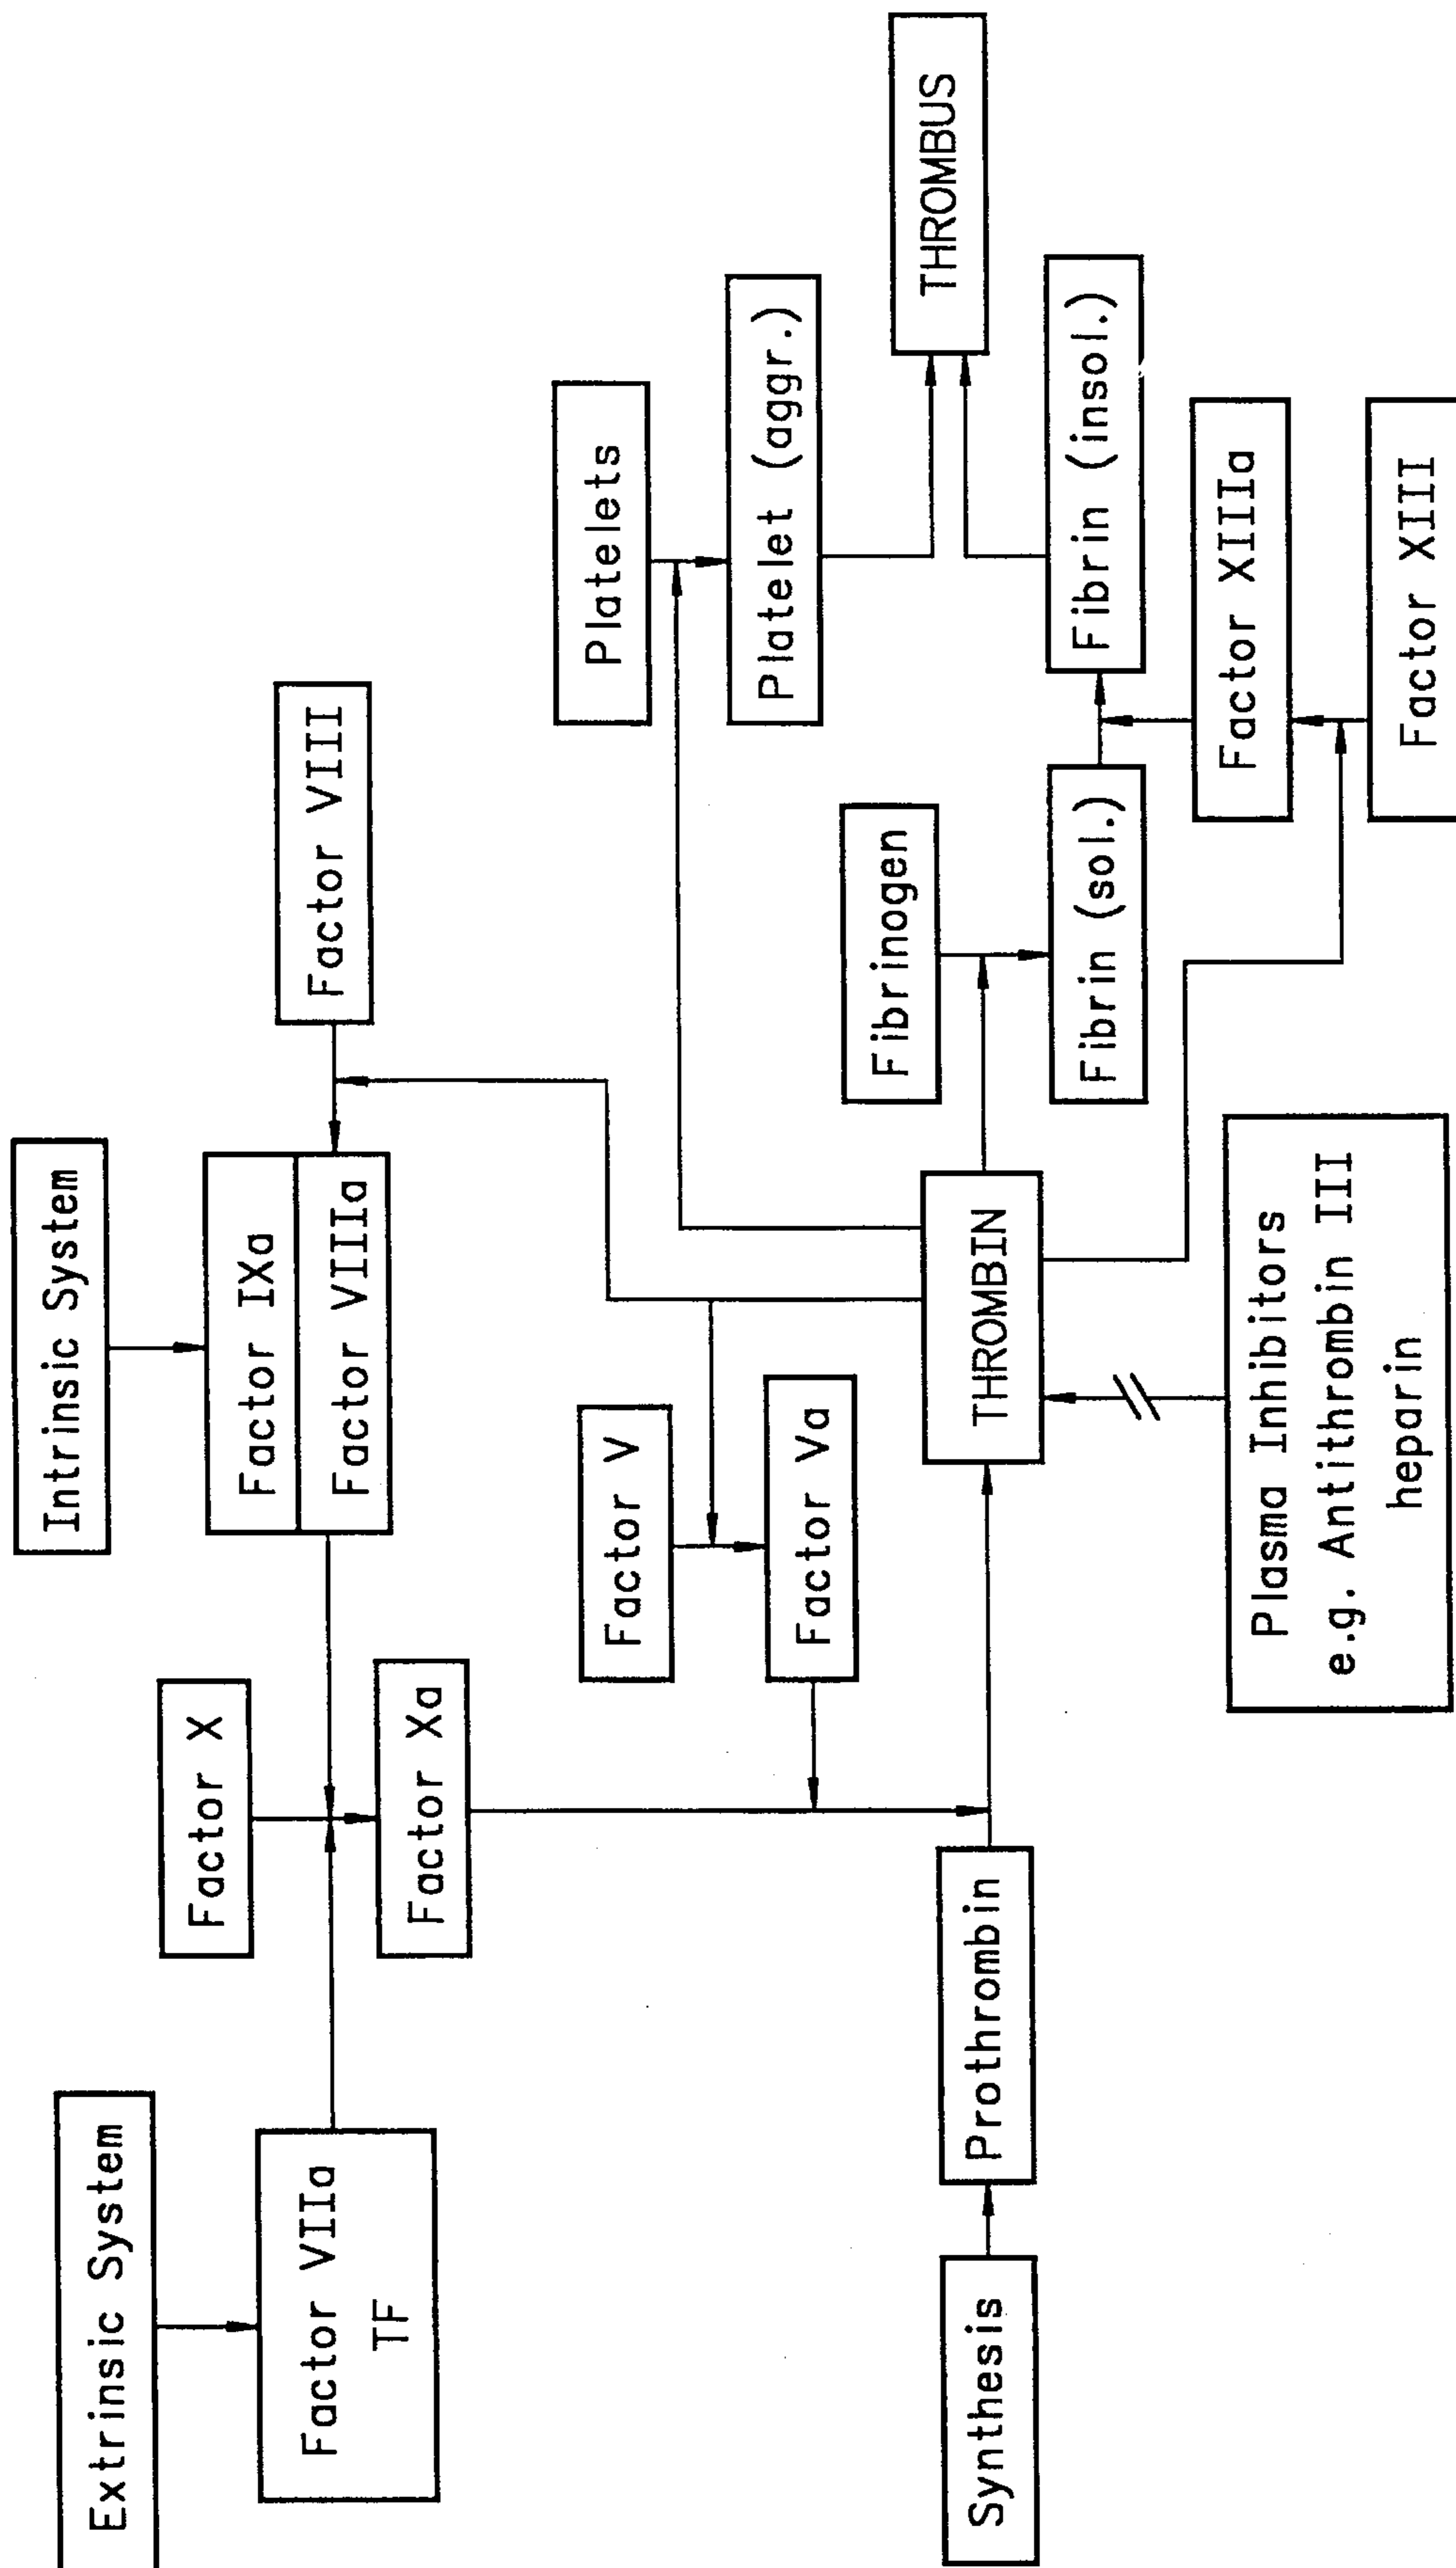 Extrinsic System
Factor VIIa
TF
Factor X
Factor Xa
Intrinsic System
Factor IXa
Factor VIIIa
Factor VIII
Factor V
Factor Va
Synthesis
Prothrombin
THROMBIN
Plasma Inhibitors
e.g. Antithrombin III
heparin
Fibrinogen
Fibrin (sol.)
Platelets
Platelet (aggr.)
Fibrin (insol.)
Factor XIIIa
Factor XIII
THROMBUS